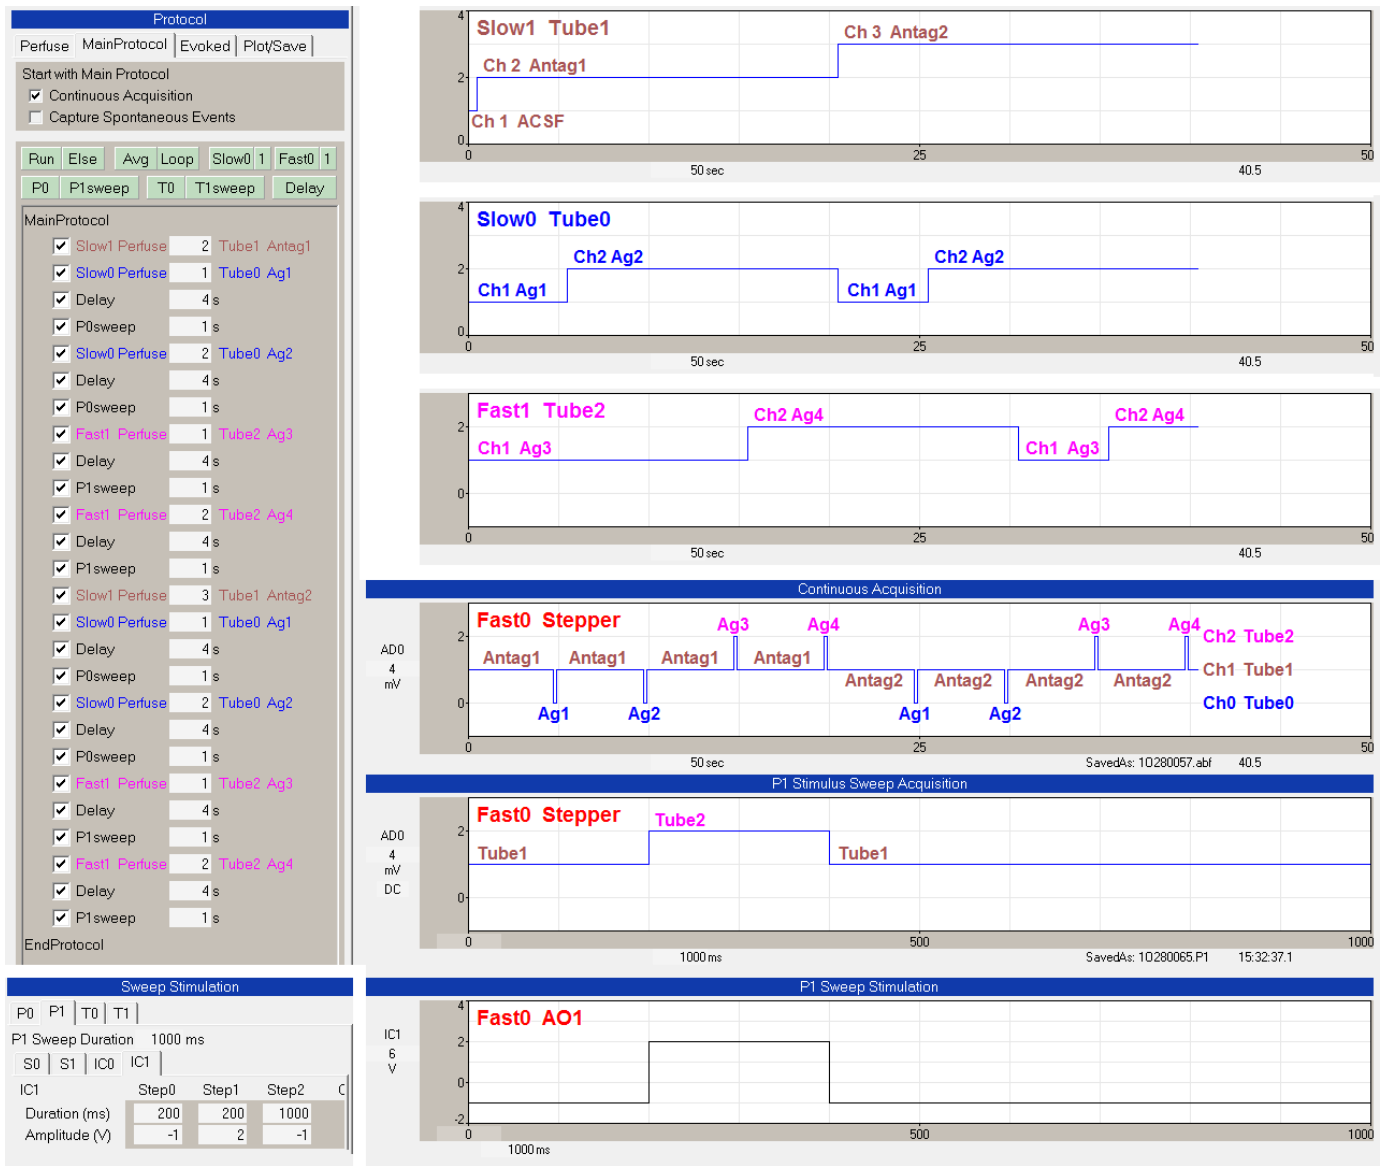 Protocol
Perfuse MainProtocol Evoked Plot/Save
Start with Main Protocol
Continuous Acquisition
Capture Spontaneous Events
Run Else Avg Loop Slow0 1 Fast0 1
P0 P1sweep T0 T1sweep Delay
MainProtocol
Slow1 Perfuse 2 Tube1 Antag1
Slow0 Perfuse 1 Tube0 Ag1
Delay 4 s
P0sweep 1 s
Slow0 Perfuse 2 Tube0 Ag2
Delay 4 s
P0sweep 1 s
Fast1 Perfuse 1 Tube2 Ag3
Delay 4 s
P1sweep 1 s
Fast1 Perfuse 2 Tube2 Ag4
Delay 4 s
P1sweep 1 s
Slow1 Perfuse 3 Tube1 Antag2
Slow0 Perfuse 1 Tube0 Ag1
Delay 4 s
P0sweep 1 s
Slow0 Perfuse 2 Tube0 Ag2
Delay 4 s
P0sweep 1 s
Fast1 Perfuse 1 Tube2 Ag3
Delay 4 s
P1sweep 1 s
Fast1 Perfuse 2 Tube2 Ag4
Delay 4 s
P1sweep 1 s
EndProtocol
Sweep Stimulation
P0 P1 T0 T1
P1 Sweep Duration 1000 ms
S0 S1 IC0 IC1
IC1 Step0 Step1 Step2 C
Duration (ms) 200 200 1000
Amplitude (V) -1 2 -1
4
Slow1 Tube1
Ch 3 Antag2
Ch 2 Antag1
2
Ch 1 ACSF
0
0 25 50
50 sec 40.5
4
Slow0 Tube0
Ch2 Ag2 Ch2 Ag2
2
Ch1 Ag1 Ch1 Ag1
0
0 25 50
50 sec 40.5
Fast1 Tube2
Ch2 Ag4 Ch2 Ag4
2
Ch1 Ag3 Ch1 Ag3
0
0 25 50
50 sec 40.5
Continuous Acquisition
Fast0 Stepper
Ag3 Ag4 Ag3 Ag4
2 Ch2 Tube2
AD0
4
mV
Antag1 Antag1 Antag1 Antag1
Ch1 Tube1
Antag2 Antag2 Antag2 Antag2
0 Ch0 Tube0
Ag1 Ag2 Ag1 Ag2
0 25 50
50 sec SavedAs: 10280057.abf 40.5
P1 Stimulus Sweep Acquisition
Fast0 Stepper
Tube2
2
AD0
4
mV
DC
Tube1 Tube1
0
0 500 1000
1000 ms SavedAs: 10280065.P1 15:32:37.1
P1 Sweep Stimulation
4
Fast0 AO1
IC1
6
V
2
0
-2
0 500 1000
1000 ms